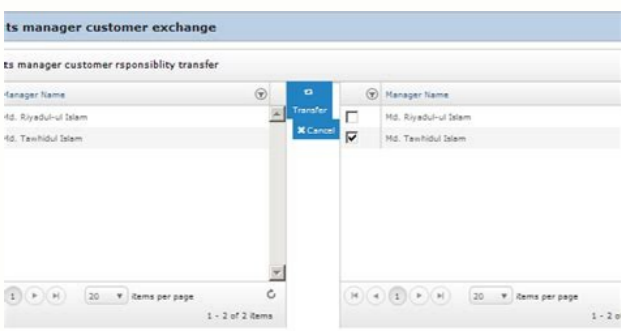 ts manager customer exchange
ts manager customer rsponsiblity transfer
Manager Name
Md. Riyadul-ul Islam
Md. Tawhidul Islam
1
20
items per page
1 - 2 of 2 items
Transfer
Cancel
Manager Name
Md. Riyadul-ul Islam
Md. Tawhidul Islam
1
20
items per page
1 - 2 o